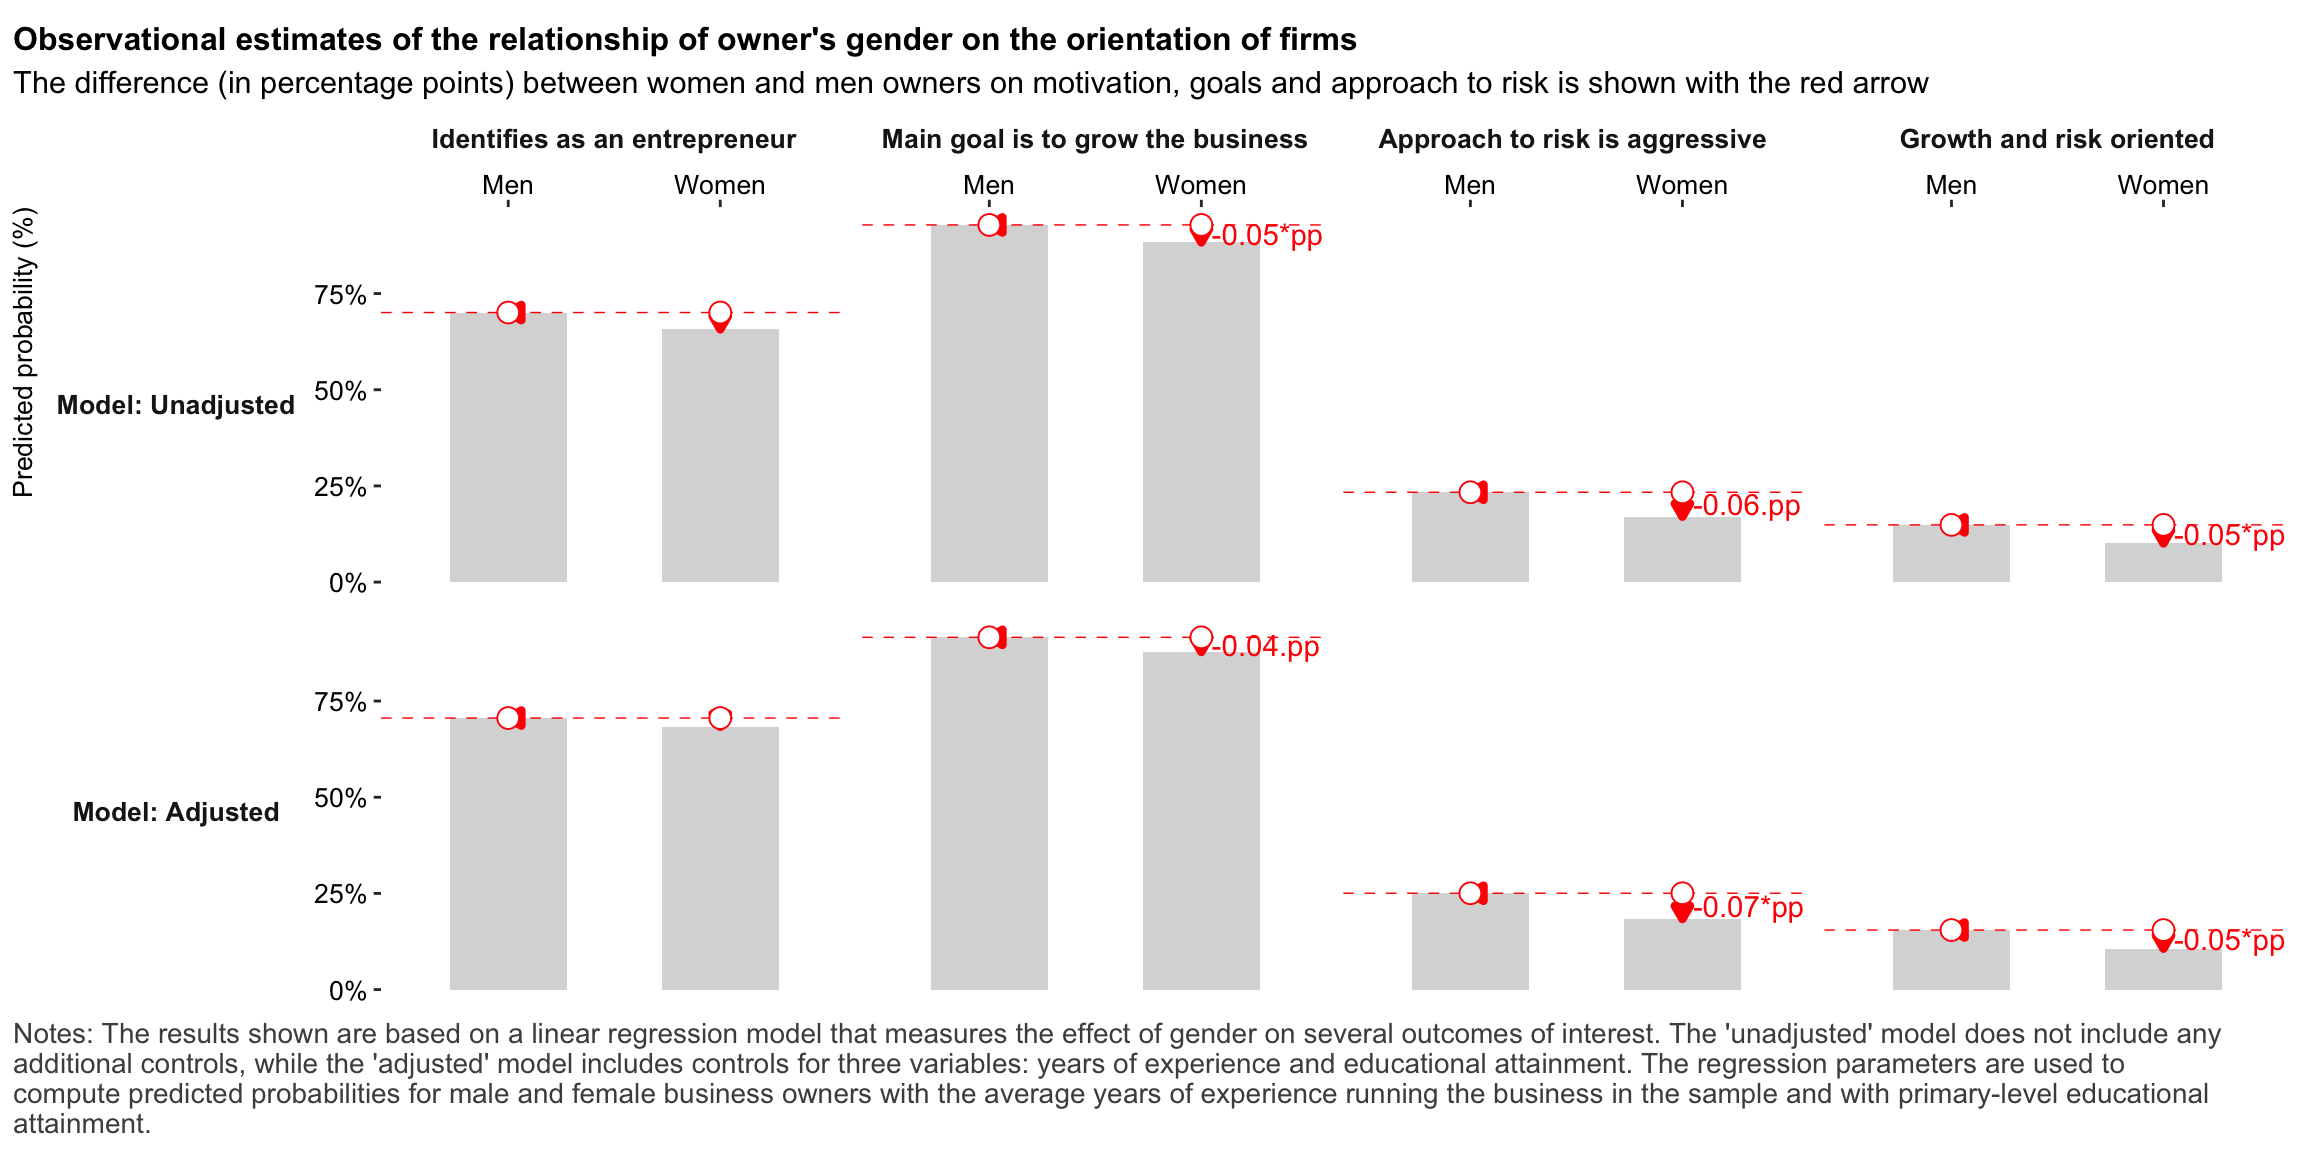 Observational estimates of the relationship of owner's gender on the orientation of firms
The difference (in percentage points) between women and men owners on motivation, goals and approach to risk is shown with the red arrow
Identifies as an entrepreneur
Main goal is to grow the business
Approach to risk is aggressive
Growth and risk oriented
Men
Women
Men
Women
Men
Women
Men
Women
Predicted probability (%)
Model: Unadjusted
75%
50%
25%
0%
-0.05*pp
-0.06.pp
-0.05*pp
Model: Adjusted
75%
50%
25%
0%
-0.04.pp
-0.07*pp
-0.05*pp
Notes: The results shown are based on a linear regression model that measures the effect of gender on several outcomes of interest. The 'unadjusted' model does not include any
additional controls, while the 'adjusted' model includes controls for three variables: years of experience and educational attainment. The regression parameters are used to
compute predicted probabilities for male and female business owners with the average years of experience running the business in the sample and with primary-level educational
attainment.